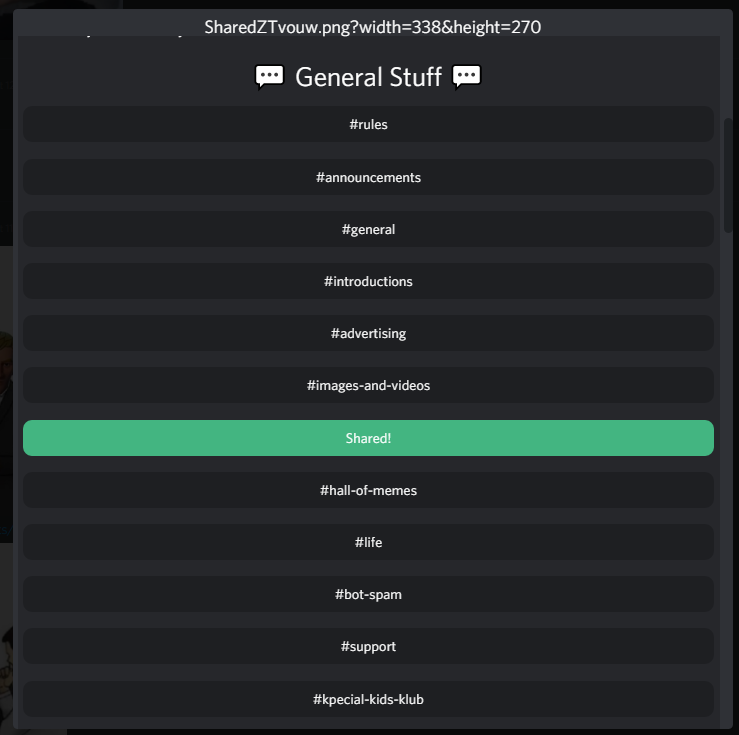 SharedZTvouw.png?width=338&height=270
💬 General Stuff 💬
#rules
#announcements
#general
#introductions
#advertising
#images-and-videos
Shared!
#hall-of-memes
#life
#bot-spam
#support
#kpecial-kids-klub